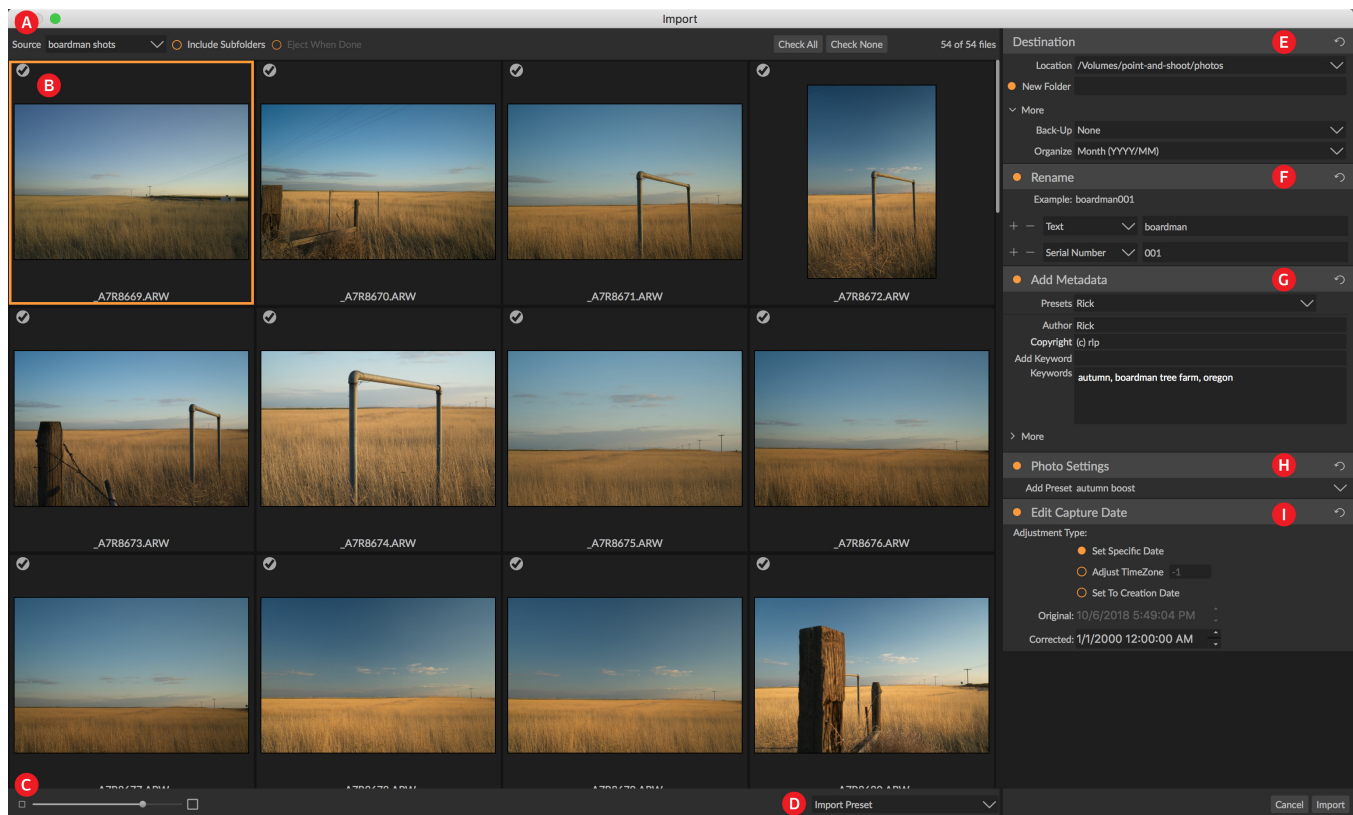 A
Import
Source boardman shots Include Subfolders Eject When Done Check All Check None 54 of 54 files
B
_A7R8669.ARW _A7R8670.ARW _A7R8671.ARW _A7R8672.ARW
_A7R8673.ARW _A7R8674.ARW _A7R8675.ARW _A7R8676.ARW
C
D Import Preset
Destination E
Location /Volumes/point-and-shoot/photos
New Folder
More
Back-Up None
Organize Month (YYYY/MM)
Rename F
Example: boardman001
+ − Text boardman
+ − Serial Number 001
Add Metadata G
Presets Rick
Author Rick
Copyright (c) rlp
Add Keyword
Keywords autumn, boardman tree farm, oregon
More
Photo Settings H
Add Preset autumn boost
Edit Capture Date I
Adjustment Type:
Set Specific Date
Adjust TimeZone -1
Set To Creation Date
Original: 10/6/2018 5:49:04 PM
Corrected: 1/1/2000 12:00:00 AM
Cancel Import